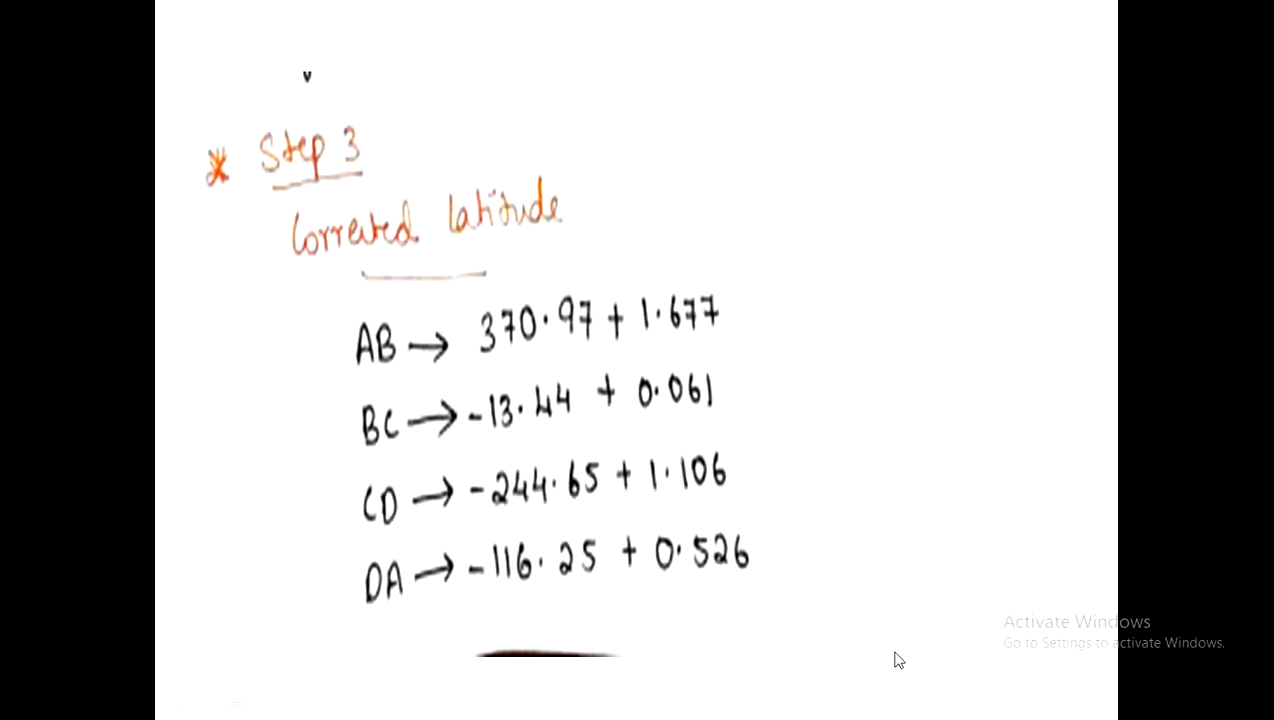 * Step 3
Corrected latitude
AB → 370.97 + 1.677
BC → -13.44 + 0.061
CD → -244.65 + 1.106
DA → -116.25 + 0.526
Activate Windows
Go to Settings to activate Windows.